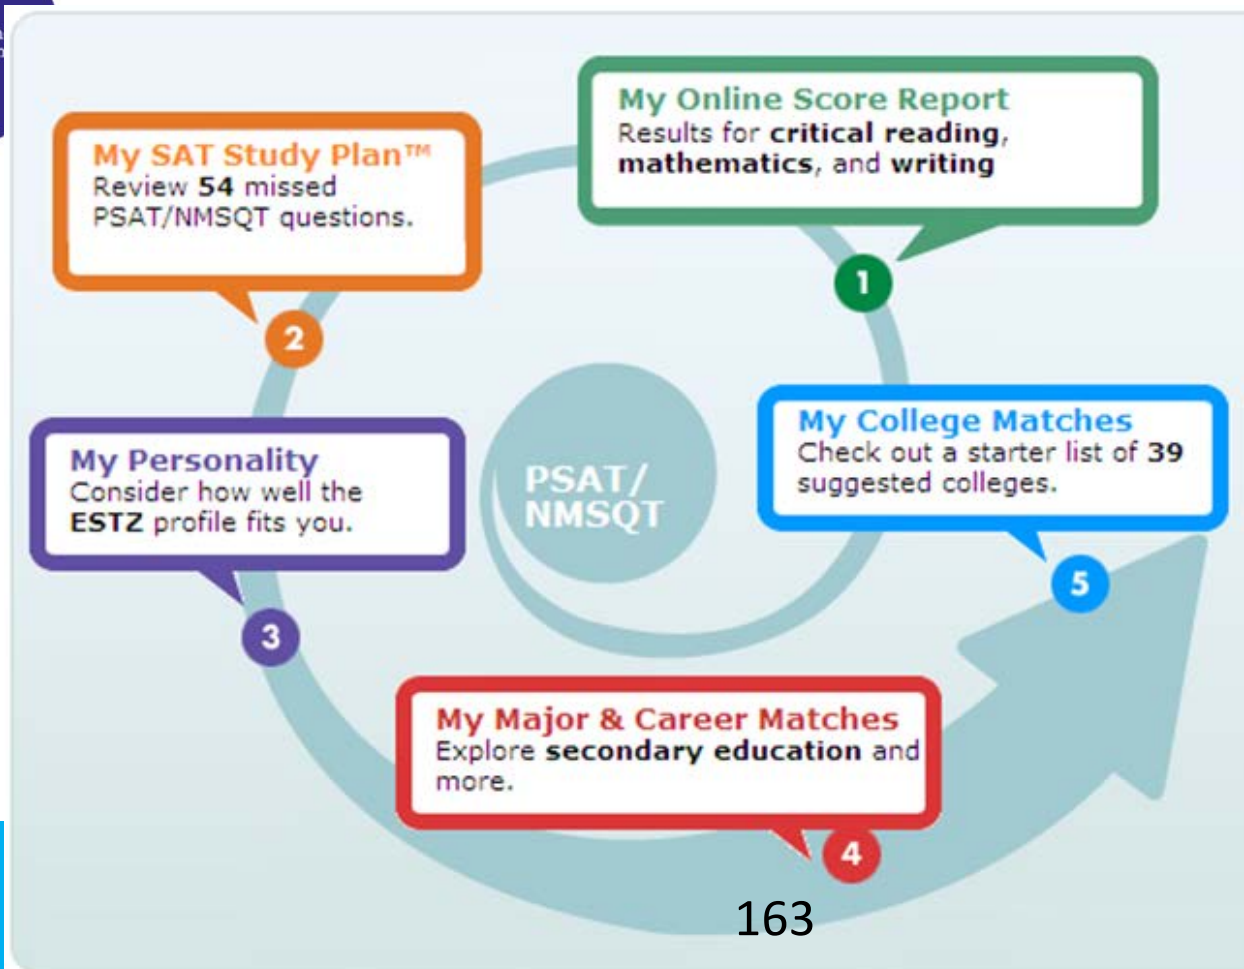 My Online Score Report
Results for critical reading,
mathematics, and writing
1
My SAT Study Plan™
Review 54 missed
PSAT/NMSQT questions.
2
My Personality
Consider how well the
ESTZ profile fits you.
3
PSAT/
NMSQT
My College Matches
Check out a starter list of 39
suggested colleges.
5
My Major & Career Matches
Explore secondary education and
more.
4
163